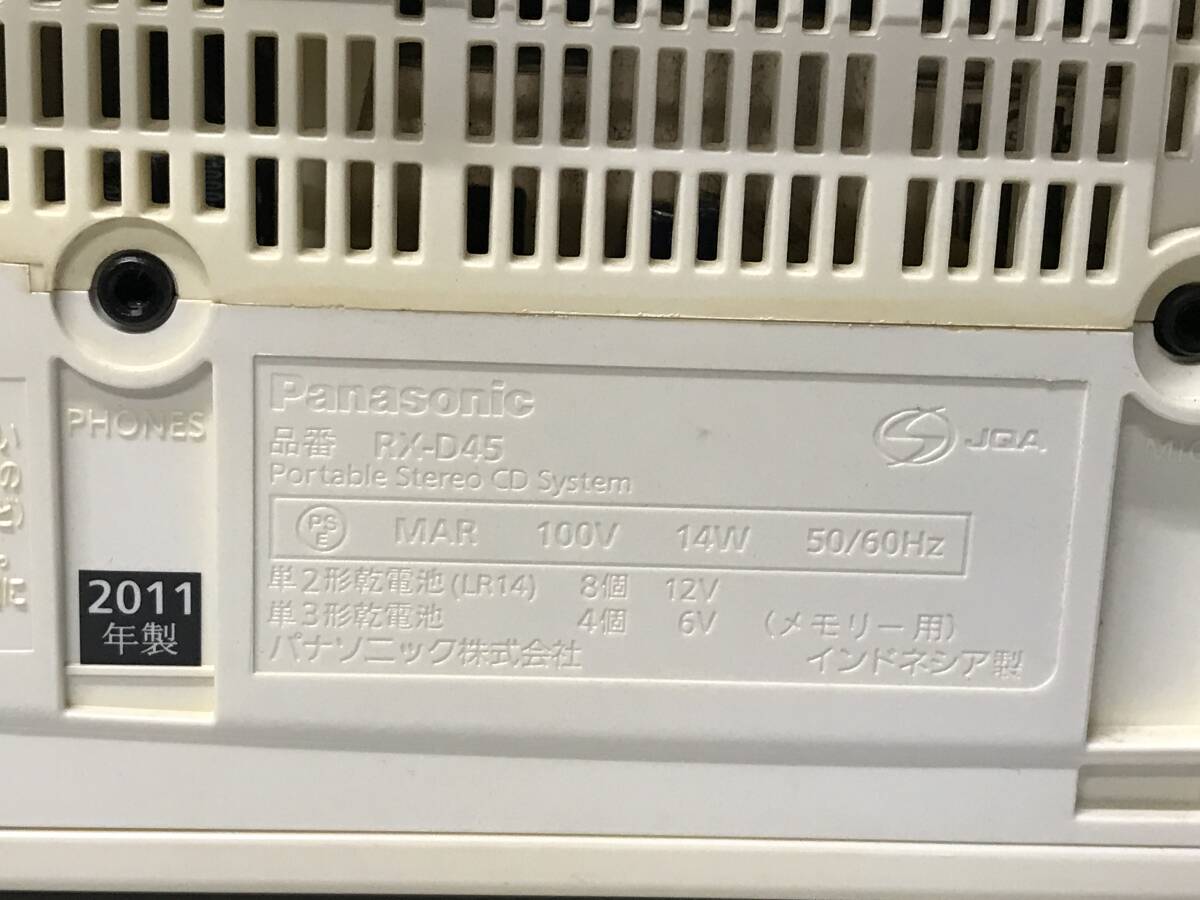 PHONES
2011
年製
Panasonic
品番 RX-D45
Portable Stereo CD System
JQA
PS
E
MAR 100V 14W 50/60Hz
単2形乾電池(LR14) 8個 12V
単3形乾電池 4個 6V (メモリー用)
パナソニック株式会社 インドネシア製